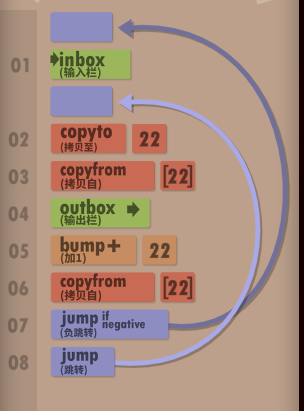 01 inbox
(输入栏)
02 copyto 22
(拷贝至)
03 copyfrom [22]
(拷贝自)
04 outbox
(输出栏)
05 bump+ 22
(加1)
06 copyfrom [22]
(拷贝自)
07 jump if negative
(负跳转)
08 jump
(跳转)